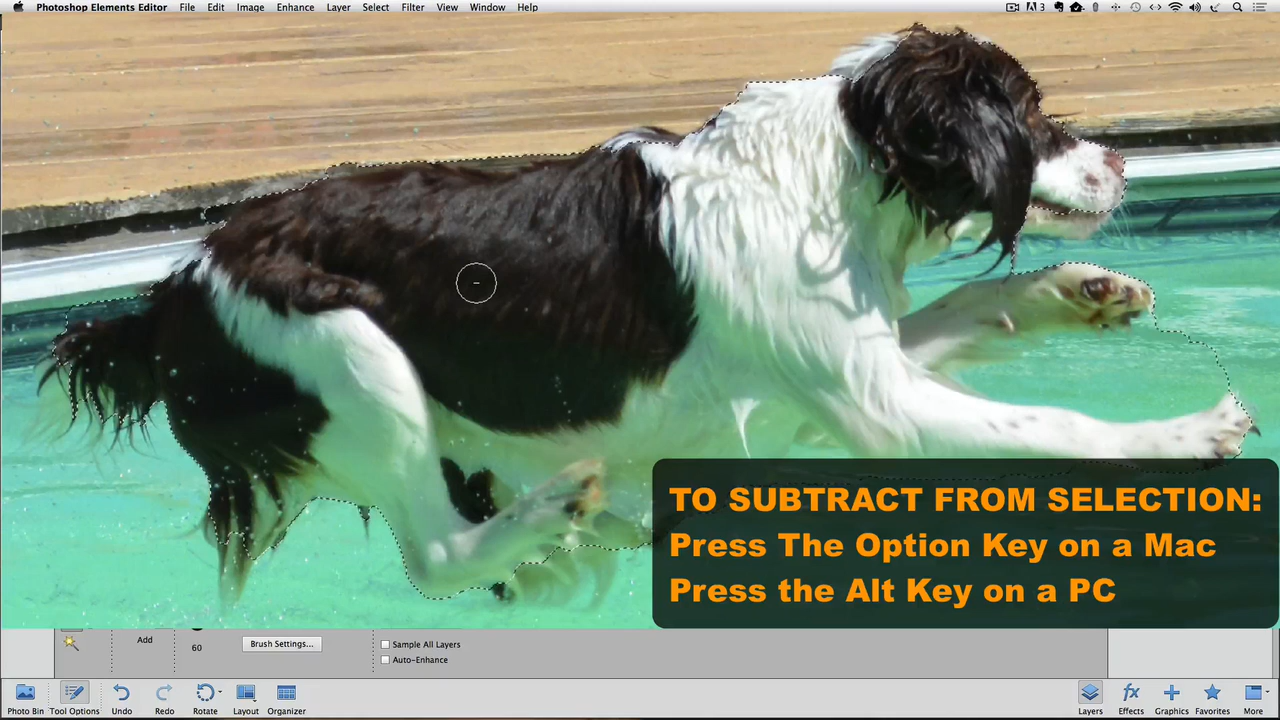 Photoshop Elements Editor File Edit Image Enhance Layer Select Filter View Window Help 3
TO SUBTRACT FROM SELECTION:
Press The Option Key on a Mac
Press the Alt Key on a PC
Add
60
Brush Settings...
Sample All Layers
Auto-Enhance
Photo Bin Tool Options Undo Redo Rotate Layout Organizer Layers Effects Graphics Favorites More